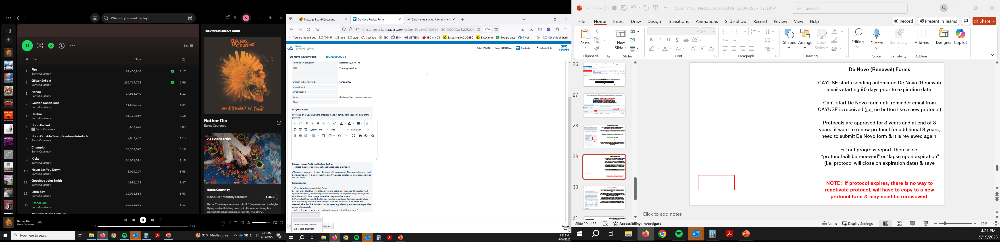 What do you want to play?
C
List
# Title Plays
1 Fire 169,406,846 3:17
Barns Courtney
2 Glitter & Gold 259,717,763 2:56
Barns Courtney
3 Hands 14,968,940 3:11
Barns Courtney
4 Golden Dandelions 41,609,193 3:24
Barns Courtney
5 Hellfire 81,375,817 2:48
Barns Courtney
6 Hobo Rocket 6,663,470 3:07
E Barns Courtney
7 Hobo Outside Tesco, London - Interlude 2,853,462 1:13
Barns Courtney
8 Champion 53,303,077 3:10
Barns Courtney
9 Kicks 64,021,071 3:15
Barns Courtney
10 Never Let You Down 8,019,207 3:58
Barns Courtney
11 Goodbye John Smith 4,986,158 3:47
Barns Courtney
12 Little Boy 19,091,834 3:53
Barns Courtney
Rather Die 20,173,284 3:13
Barns Courtney
The Attractions Of Youth
The Attractions Of Youth
BARNS COURTNEY
THE ATTRACTIONS OF YOUTH
Rather Die
Barns Courtney
About the artist
Barns Courtney
2,846,257 monthly listeners Follow
Barns Courtney's raucous third LP Supernatural is a high-
flying and nail-biting concept album combining his
potent blend of rock's low rumble, the glitzy...
Rather Die
Barns Courtney
2:12 3:13
Type here to search
93°F Mostly sunny
4:21 PM
9/19/2025
Message Board/Questions
De Novo Review Form
Gold nanoparticles 5 nm diamete
https://tamiur4.uat.cayuse.com/esOpenPage.wc?400710~IBC-00000026%20%20
67%
You are logged out. TAMIU tools stats Cascade SSO SPIN LISTSERV IBC risk DB Basecamp IACUC/IBC Basecamp Google class Pivot Other Bookmarks
cayuse
Hazard Safety
Site: TAMIU Role: IBC Office Products Celeste Kidd
cayuse
De Novo Review Form IBC-00000026 1
Principal Investigator Researcher, John The
Title Training handout
Date of Initial Approval 10/19/2022
Department
Organization
Email shelley.phillips+test@cayuse.com
Phone
Progress Report
Provide a brief update on the progress made in achieving the specific aims of the
protocol. *
System Font 10pt Paragraph
Please choose De Novo Review Action
- To close the protocol, please choose Lapse upon expiration.
- To renew the protocol, select Protocol will be renewed. The renewal protocol will
be reviewed as if it is a new submission. If you need assistance, please reach out to
the IBC office.
Instructions:
1. Complete the page and click Save.
2. Then click 'Start De Novo Review' at the bottom of the page. The system will
open the currently approved protocol for editing. The system will prompt you to
edit the details of each page to receive the green checkmark.
3. Please feel free to edit the form as needed to update information and include
new work and justification for changes in animal numbers. If no edits are
needed, simply click in a text box or open a grid entry and resave to get the
green checkmark.
4. After all pages have green checkmarks, please submit for review. *
Protocol will be renewed
Lapse upon expiration
changes
Resource
Center
badge
4:21 PM
9/19/2025
AutoSave On
Submit Your Next IBC Protocol Using CAYUSE • Saved
Search
File Home Insert Draw Design Transitions Animations Slide Show Record Review View Help
Record Present in Teams Share
Paste
New
Slide
27
B I U S ab AV
Aa
Shapes Arrange Quick
Styles
Editing
Dictate
Sensitivity
Add-ins
Designer Copilot
Clipboard Slides Font Paragraph Drawing Voice Sensitivity Add-ins
26
27
28
29
30
31
De Novo (Renewal) Forms
CAYUSE starts sending automated De Novo (Renewal)
emails starting 90 days prior to expiration date.
Can't start De Novo form until reminder email from
CAYUSE is received (i.e. no button like a new protocol)
Protocols are approved for 3 years and at end of 3
years, if want to renew protocol for additional 3 years,
need to submit De Novo form & it is reviewed again.
Fill out progress report, then select
“protocol will be renewed” or “lapse upon expiration”
(i.e. protocol will close on expiration date) & save
NOTE: If protocol expires, there is no way to
reactivate protocol, will have to copy to a new
protocol form & may need be rereviewed.
Click to add notes
Slide 29 of 33 Accessibility: Investigate
Notes Display Settings 40%
4:21 PM
9/19/2025